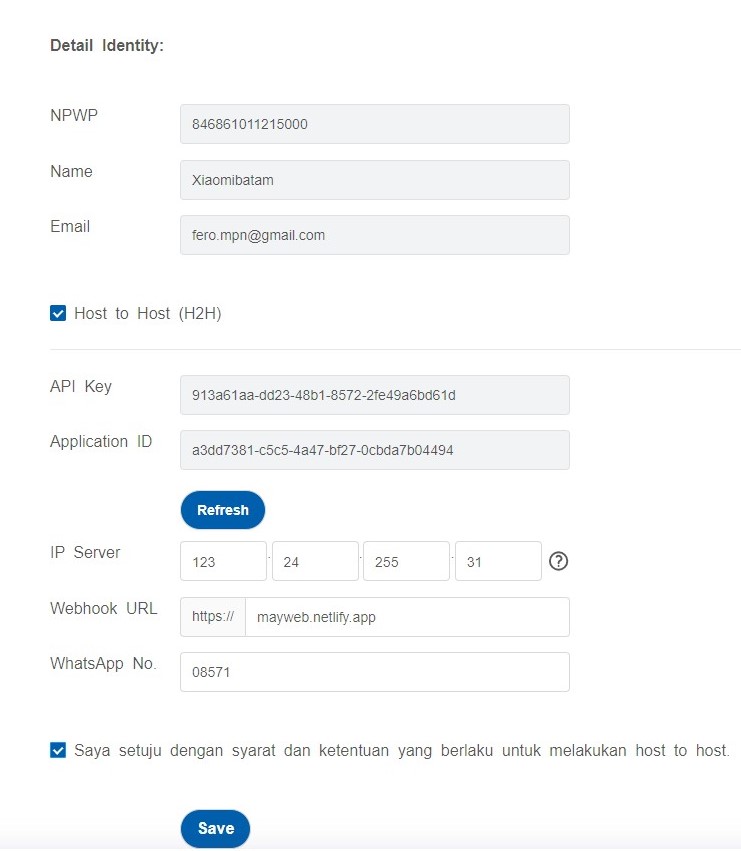 Detail Identity:
NPWP
846861011215000
Name
Xiaomibatam
Email
fero.mpn@gmail.com
Host to Host (H2H)
API Key
913a61aa-dd23-48b1-8572-2fe49a6bd61d
Application ID
a3dd7381-c5c5-4a47-bf27-0cbda7b04494
Refresh
IP Server
123 . 24 . 255 . 31 ?
Webhook URL
https:// mayweb.netlify.app
WhatsApp No.
08571
Saya setuju dengan syarat dan ketentuan yang berlaku untuk melakukan host to host.
Save